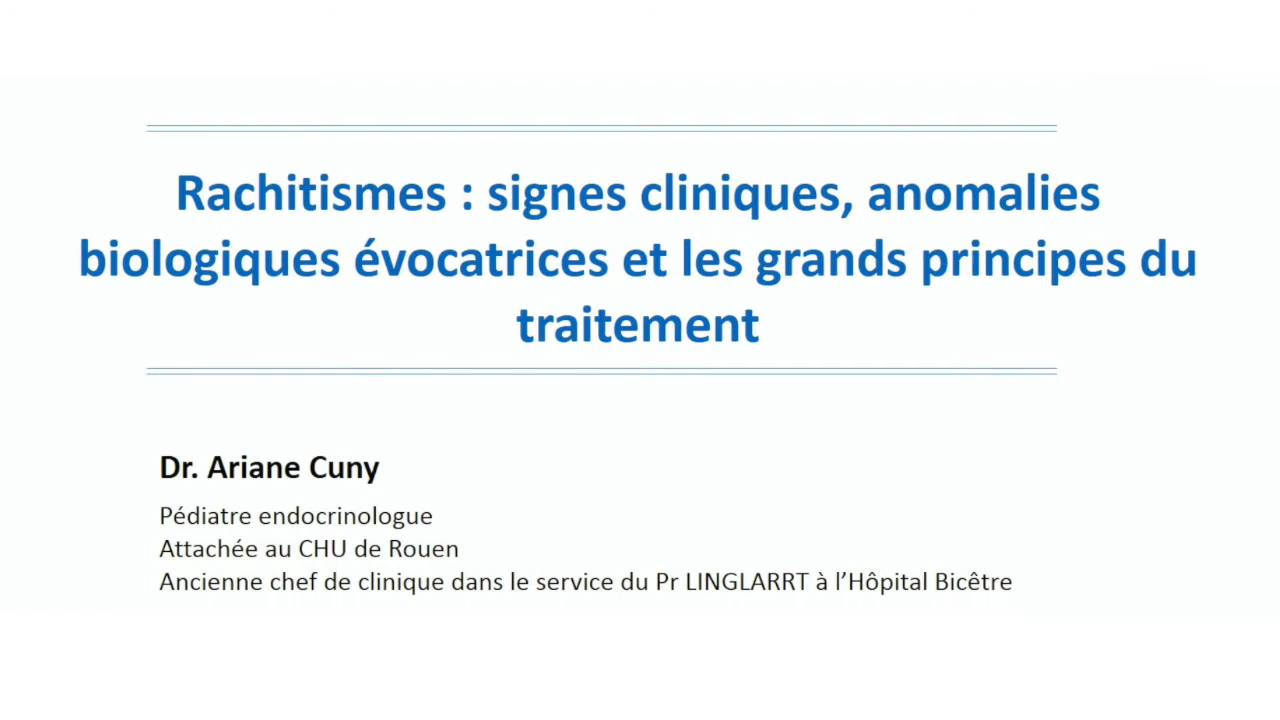 Rachitismes : signes cliniques, anomalies
biologiques évocatrices et les grands principes du
traitement
Dr. Ariane Cuny
Pédiatre endocrinologue
Attachée au CHU de Rouen
Ancienne chef de clinique dans le service du Pr LINGLARRT à l’Hôpital Bicêtre